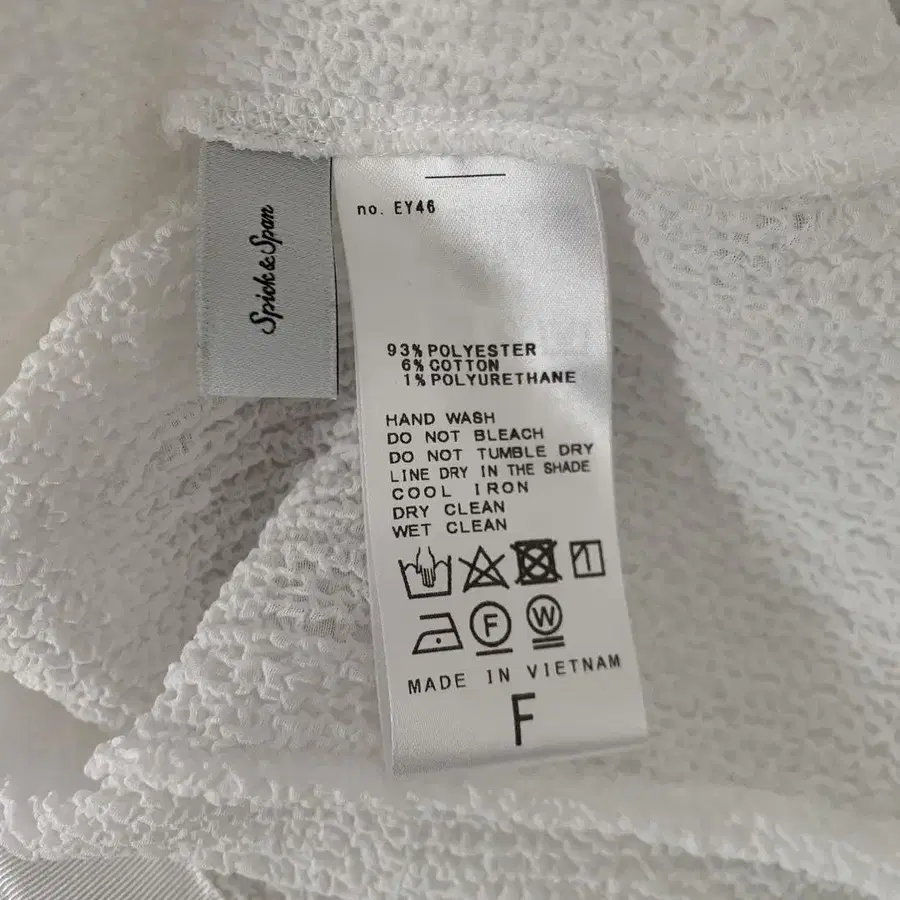 Spick & Span
no. EY46
93% POLYESTER
6% COTTON
1% POLYURETHANE
HAND WASH
DO NOT BLEACH
DO NOT TUMBLE DRY
LINE DRY IN THE SHADE
COOL IRON
DRY CLEAN
WET CLEAN
F W
MADE IN VIETNAM
F